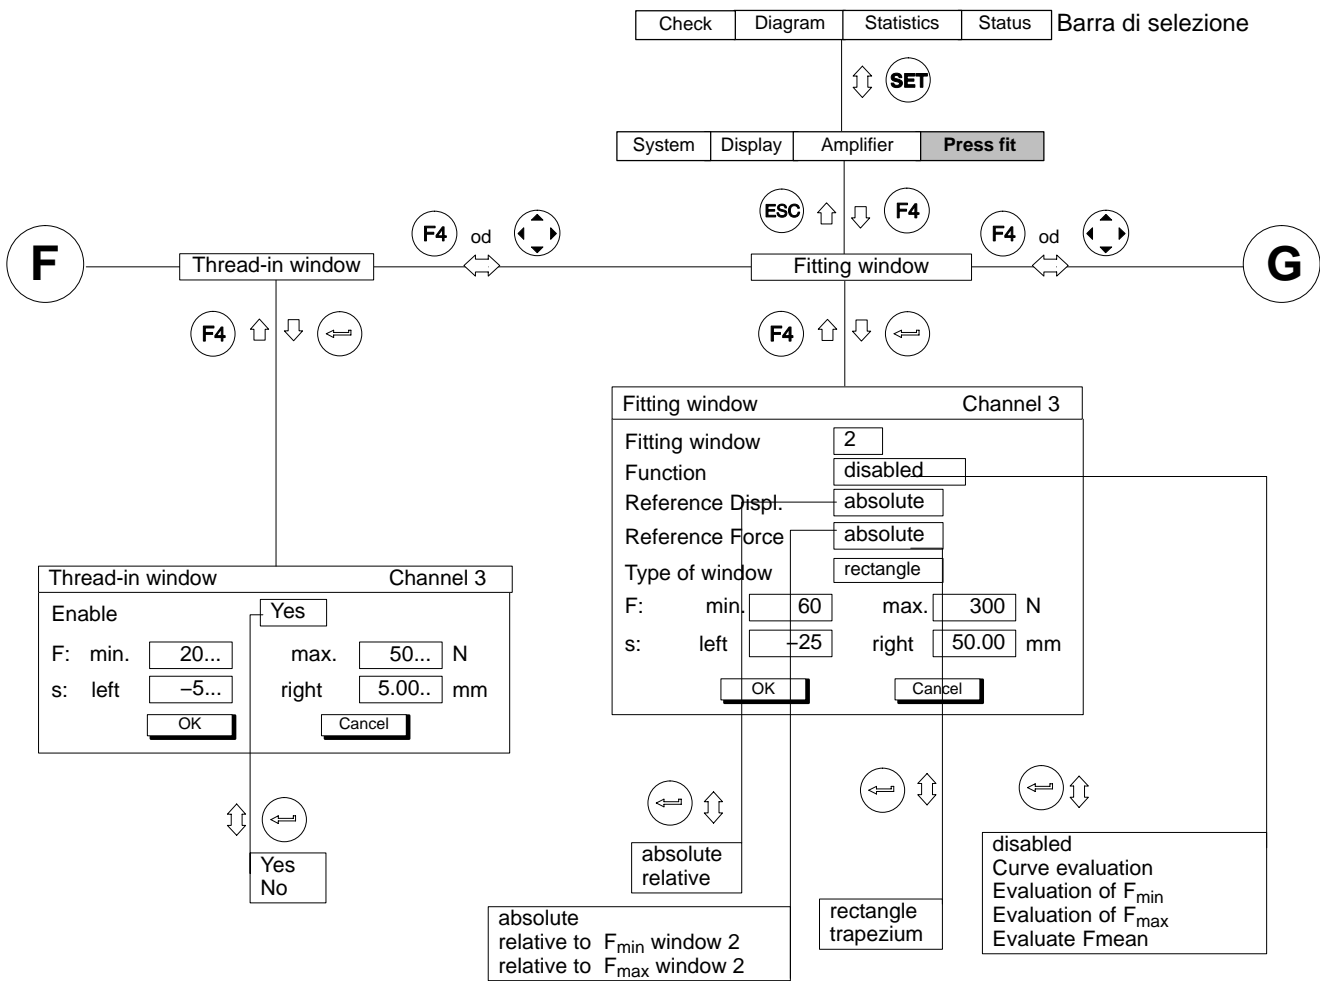 Check Diagram Statistics Status Barra di selezione
SET
System Display Amplifier Press fit
ESC F4
F4 od F4 od
F Thread-in window Fitting window G
F4 F4
Fitting window Channel 3
Fitting window 2
Function disabled
Reference Displ. absolute
Reference Force absolute
Type of window rectangle
F: min. 60 max. 300 N
s: left –25 right 50.00 mm
OK Cancel
Thread-in window Channel 3
Enable Yes
F: min. 20... max. 50... N
s: left –5... right 5.00.. mm
OK Cancel
Yes
No
absolute
relative
absolute
relative to Fmin window 2
relative to Fmax window 2
rectangle
trapezium
disabled
Curve evaluation
Evaluation of Fmin
Evaluation of Fmax
Evaluate Fmean